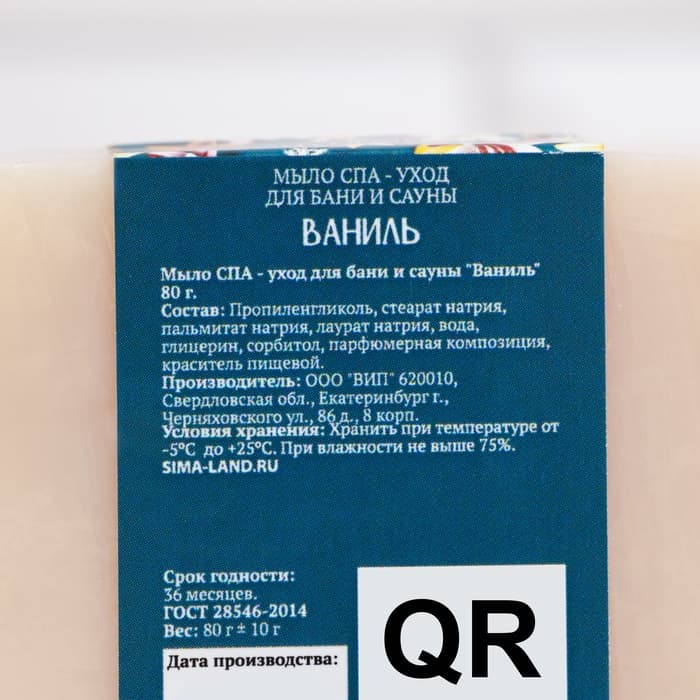 МЫЛО СПА - УХОД
ДЛЯ БАНИ И САУНЫ
ВАНИЛЬ
Мыло СПА - уход для бани и сауны "Ваниль"
80 г.
Состав: Пропиленгликоль, стеарат натрия,
пальмитат натрия, лаурат натрия, вода,
глицерин, сорбитол, парфюмерная композиция,
краситель пищевой.
Производитель: ООО "ВИП" 620010,
Свердловская обл., Екатеринбург г.,
Черняховского ул., 86 д., 8 корп.
Условия хранения: Хранить при температуре от
-5°С до +25°С. При влажности не выше 75%.
SIMA-LAND.RU
Срок годности:
36 месяцев.
ГОСТ 28546-2014
Вес: 80 г ± 10 г
Дата производства:
QR